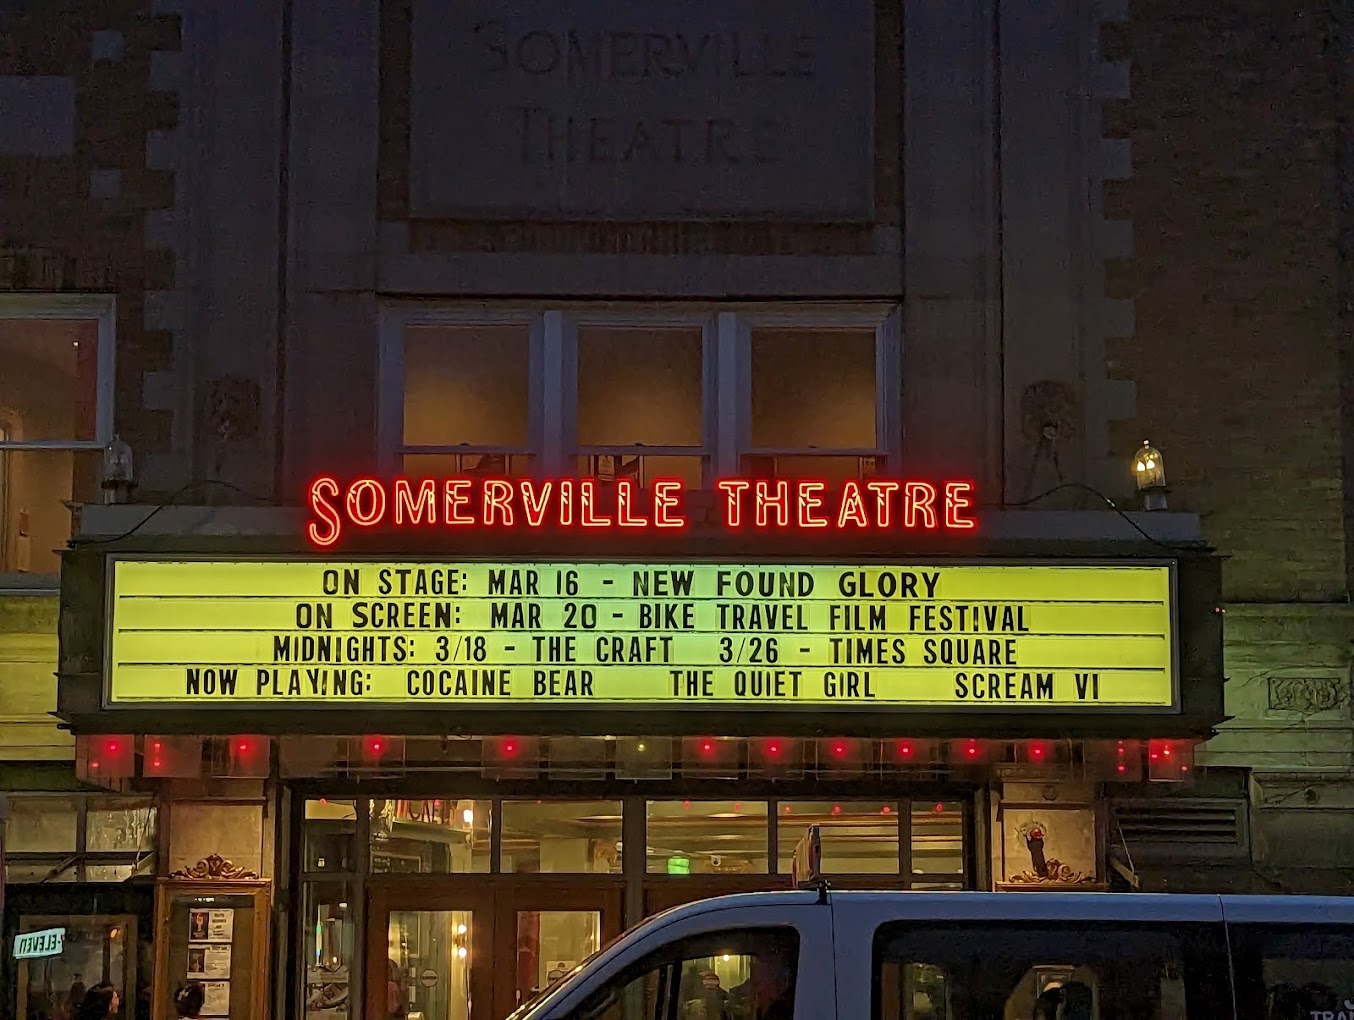 SOMERVILLE
THEATRE
SOMERVILLE THEATRE
ON STAGE: MAR 16 - NEW FOUND GLORY
ON SCREEN: MAR 20 - BIKE TRAVEL FILM FESTIVAL
MIDNIGHTS: 3/18 - THE CRAFT 3/26 - TIMES SQUARE
NOW PLAYING: COCAINE BEAR THE QUIET GIRL SCREAM VI
-ELEVEN